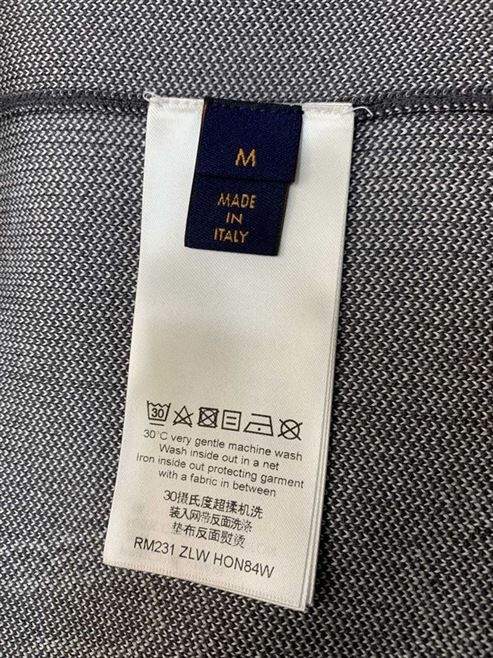 M
MADE
IN
ITALY
30
30°C very gentle machine wash
Wash inside out in a net
Iron inside out protecting garment
with a fabric in between
30摄氏度超揉机洗
装入网带反面洗涤
垫布反面熨烫
RM231 ZLW HON84W